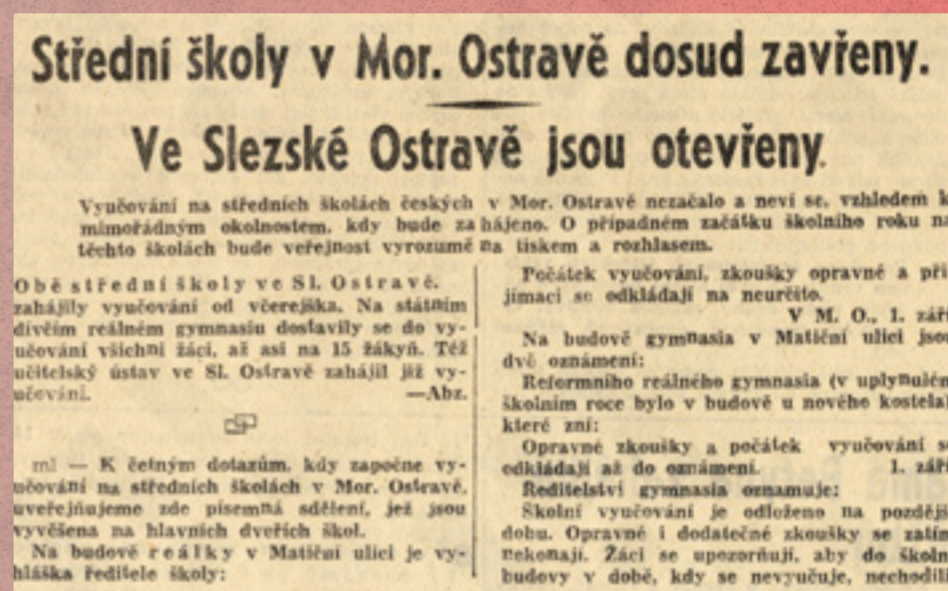 Střední školy v Mor. Ostravě dosud zavřeny.
Ve Slezské Ostravě jsou otevřeny.
Vyučování na středních školách českých v Mor. Ostravě nezačalo a neví se, vzhledem k
mimořádným okolnostem, kdy bude zahájeno. O případném začátku školního roku na
těchto školách bude veřejnost vyrozuměna tiskem a rozhlasem.
Obě střední školy ve Sl. Ostravě.
zahájily vyučování od včerejška. Na státním
dívčím reálném gymnasiu dostavily se do vy-
učování všichni žáci, až asi na 15 žákyň. Též
učitelský ústav ve Sl. Ostravě zahájil již vy-
učování. —Abz.
ml — K četným dotazům, kdy započne vy-
učování na středních školách v Mor. Ostravě,
uveřejňujeme zde písemná sdělení, jež jsou
vyvěšena na hlavních dveřích škol.
Na budově reálky v Matiční ulici je vy-
hláška ředitele školy:
Počátek vyučování, zkoušky opravné a při-
jímací se odkládají na neurčito.
V M. O., 1. září
Na budově gymnasia v Matiční ulici jsou
dvě oznámení:
Reformního reálného gymnasia (v uplynulém
školním roce bylo v budově u nového kostela)
které zní:
Opravné zkoušky a počátek vyučování se
odkládají až do oznámení. 1. září
Ředitelství gymnasia oznamuje:
Školní vyučování je odloženo na pozdější
dobu. Opravné i dodatečné zkoušky se zatím
nekonají. Žáci se upozorňují, aby do školní
budovy v době, kdy se nevyučuje, nechodili